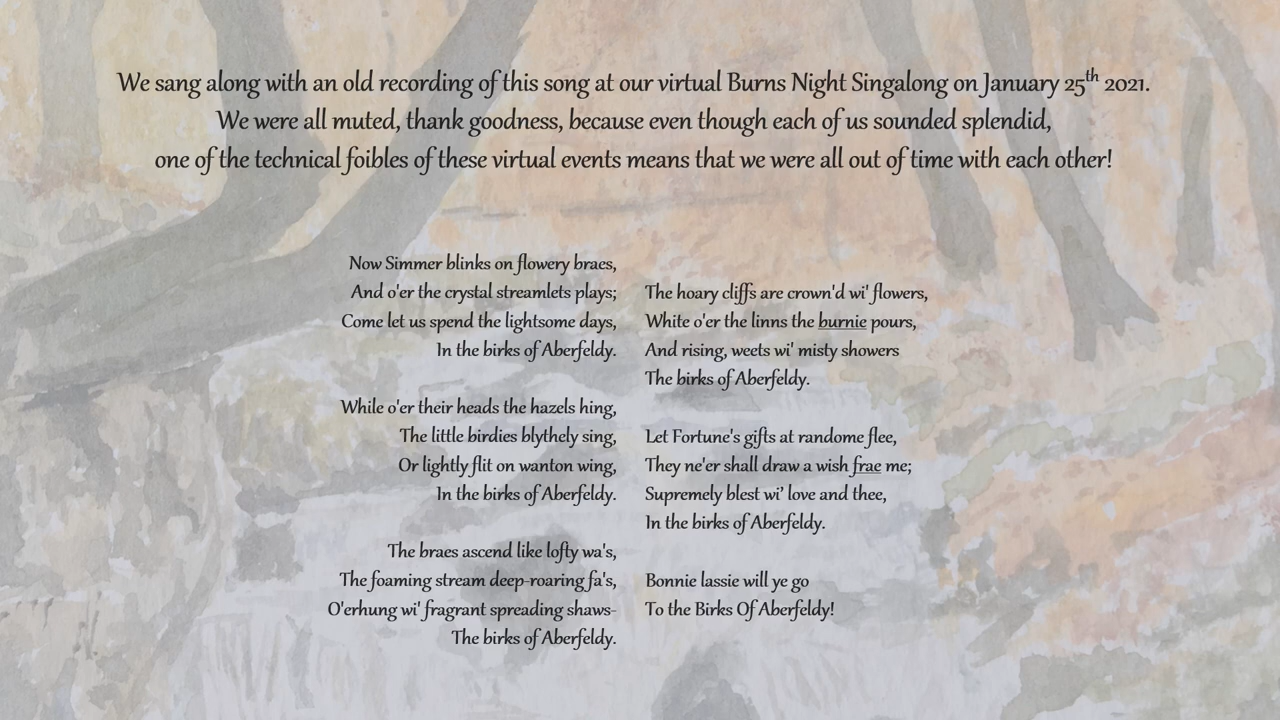 We sang along with an old recording of this song at our virtual Burns Night Singalong on January 25th 2021.
We were all muted, thank goodness, because even though each of us sounded splendid,
one of the technical foibles of these virtual events means that we were all out of time with each other!
Now Simmer blinks on flowery braes,
And o'er the crystal streamlets plays;
Come let us spend the lightsome days,
In the birks of Aberfeldy.
While o'er their heads the hazels hing,
The little birdies blythely sing,
Or lightly flit on wanton wing,
In the birks of Aberfeldy.
The braes ascend like lofty wa's,
The foaming stream deep-roaring fa's,
O'erhung wi' fragrant spreading shaws-
The birks of Aberfeldy.
The hoary cliffs are crown'd wi' flowers,
White o'er the linns the burnie pours,
And rising, weets wi' misty showers
The birks of Aberfeldy.
Let Fortune's gifts at randome flee,
They ne'er shall draw a wish frae me;
Supremely blest wi’ love and thee,
In the birks of Aberfeldy.
Bonnie lassie will ye go
To the Birks Of Aberfeldy!